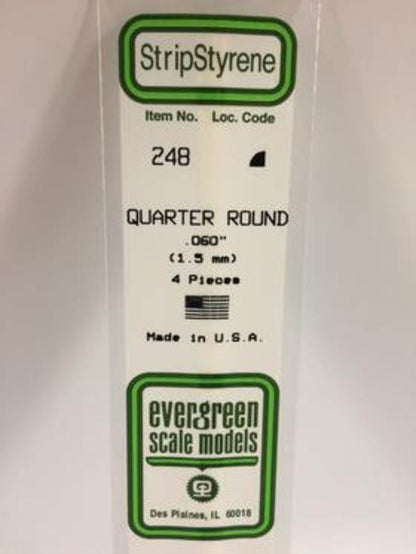 StripStyrene
Item No. Loc. Code
248
QUARTER ROUND
.060"
(1.5 mm)
4 Pieces
Made in U.S.A.
evergreen
scale models
Des Plaines, IL 60018